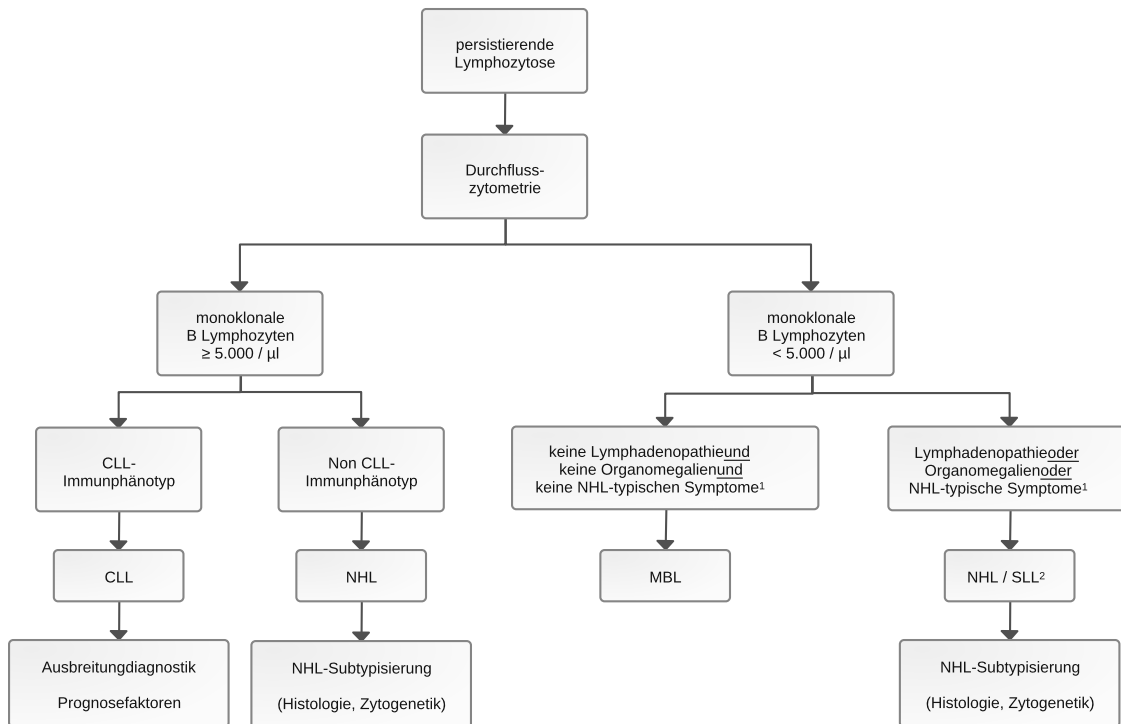 persistierende
Lymphozytose
Durchfluss-
zytometrie
monoklonale
B Lymphozyten
≥ 5.000 / µl
monoklonale
B Lymphozyten
< 5.000 / µl
CLL-
Immunphänotyp
Non CLL-
Immunphänotyp
keine Lymphadenopathieund
keine Organomegalienund
keine NHL-typischen Symptome¹
Lymphadenopathieoder
Organomegalienoder
NHL-typische Symptome¹
CLL
NHL
MBL
NHL / SLL²
Ausbreitungdiagnostik
Prognosefaktoren
NHL-Subtypisierung
(Histologie, Zytogenetik)
NHL-Subtypisierung
(Histologie, Zytogenetik)